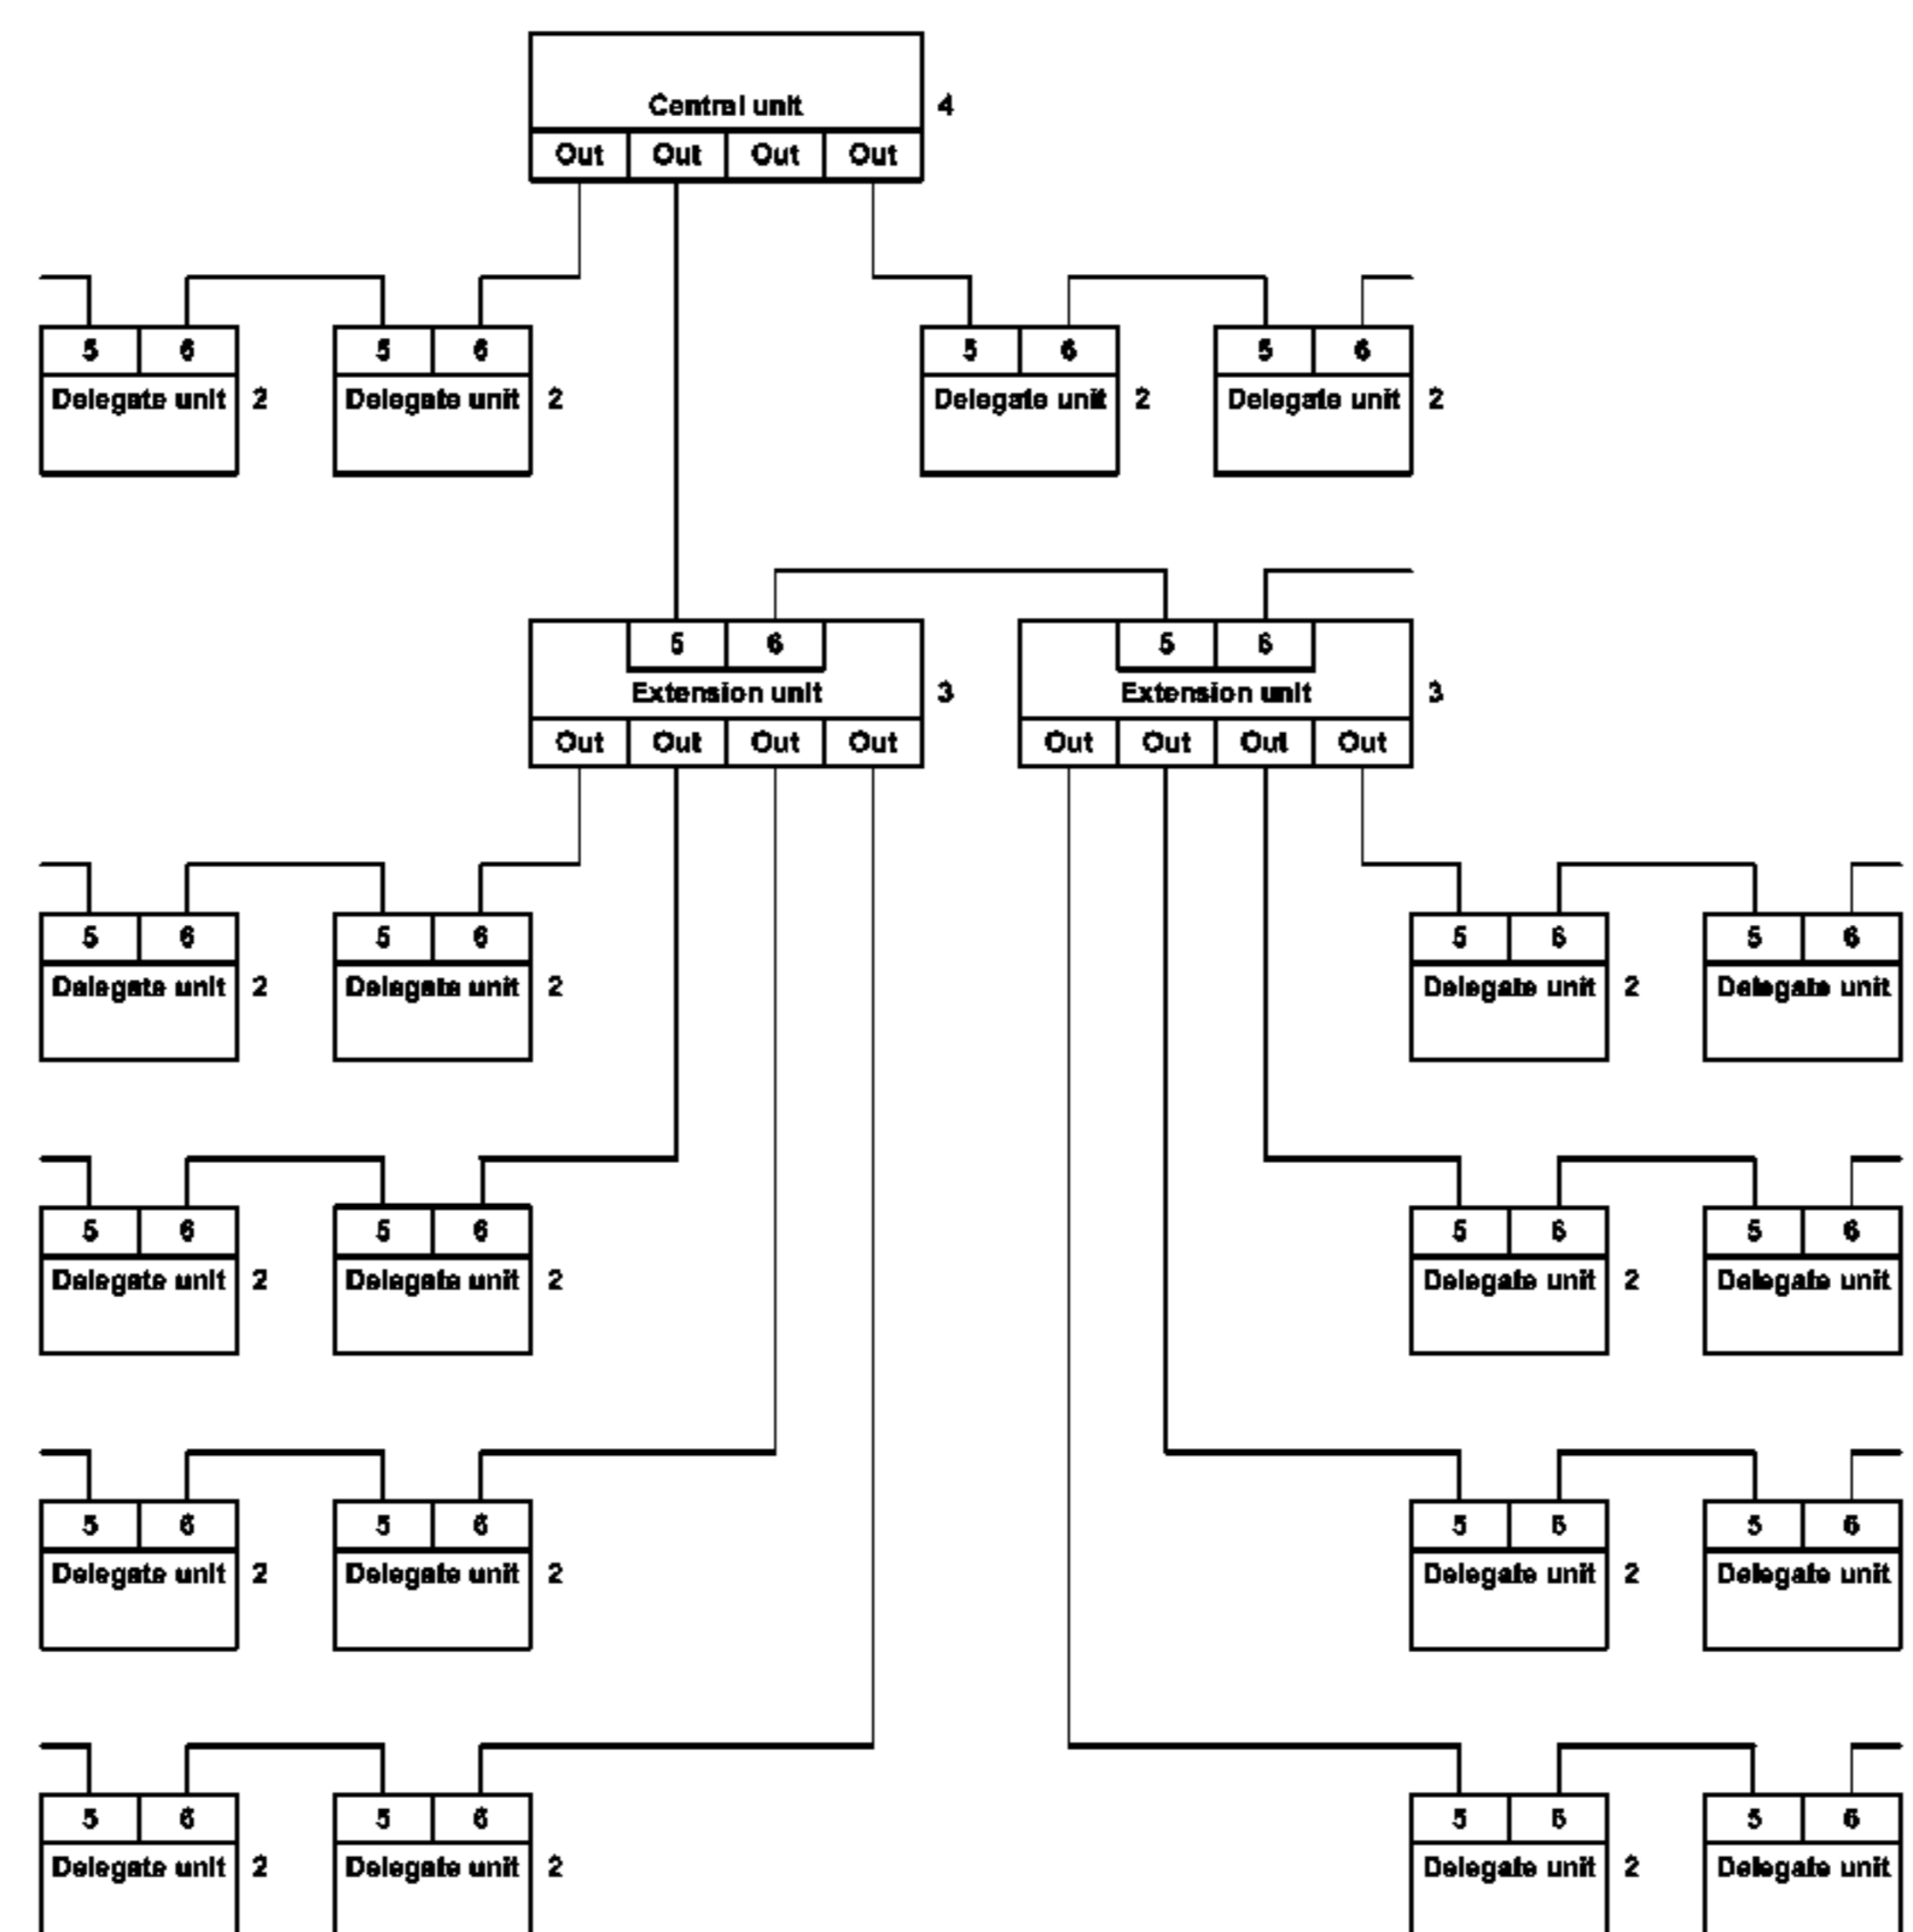 Central unit 4
Out Out Out Out
5 6 5 6 5 6 5 6
Delegate unit 2 Delegate unit 2 Delegate unit 2 Delegate unit 2
5 6 5 6
Extension unit 3 Extension unit 3
Out Out Out Out Out Out Out Out
5 6 5 6 5 6 5 6
Delegate unit 2 Delegate unit 2 Delegate unit 2 Delegate unit
5 6 5 6 5 6 5 6
Delegate unit 2 Delegate unit 2 Delegate unit 2 Delegate unit
5 6 5 6 5 6 5 6
Delegate unit 2 Delegate unit 2 Delegate unit 2 Delegate unit
5 6 5 6 5 6 5 6
Delegate unit 2 Delegate unit 2 Delegate unit 2 Delegate unit